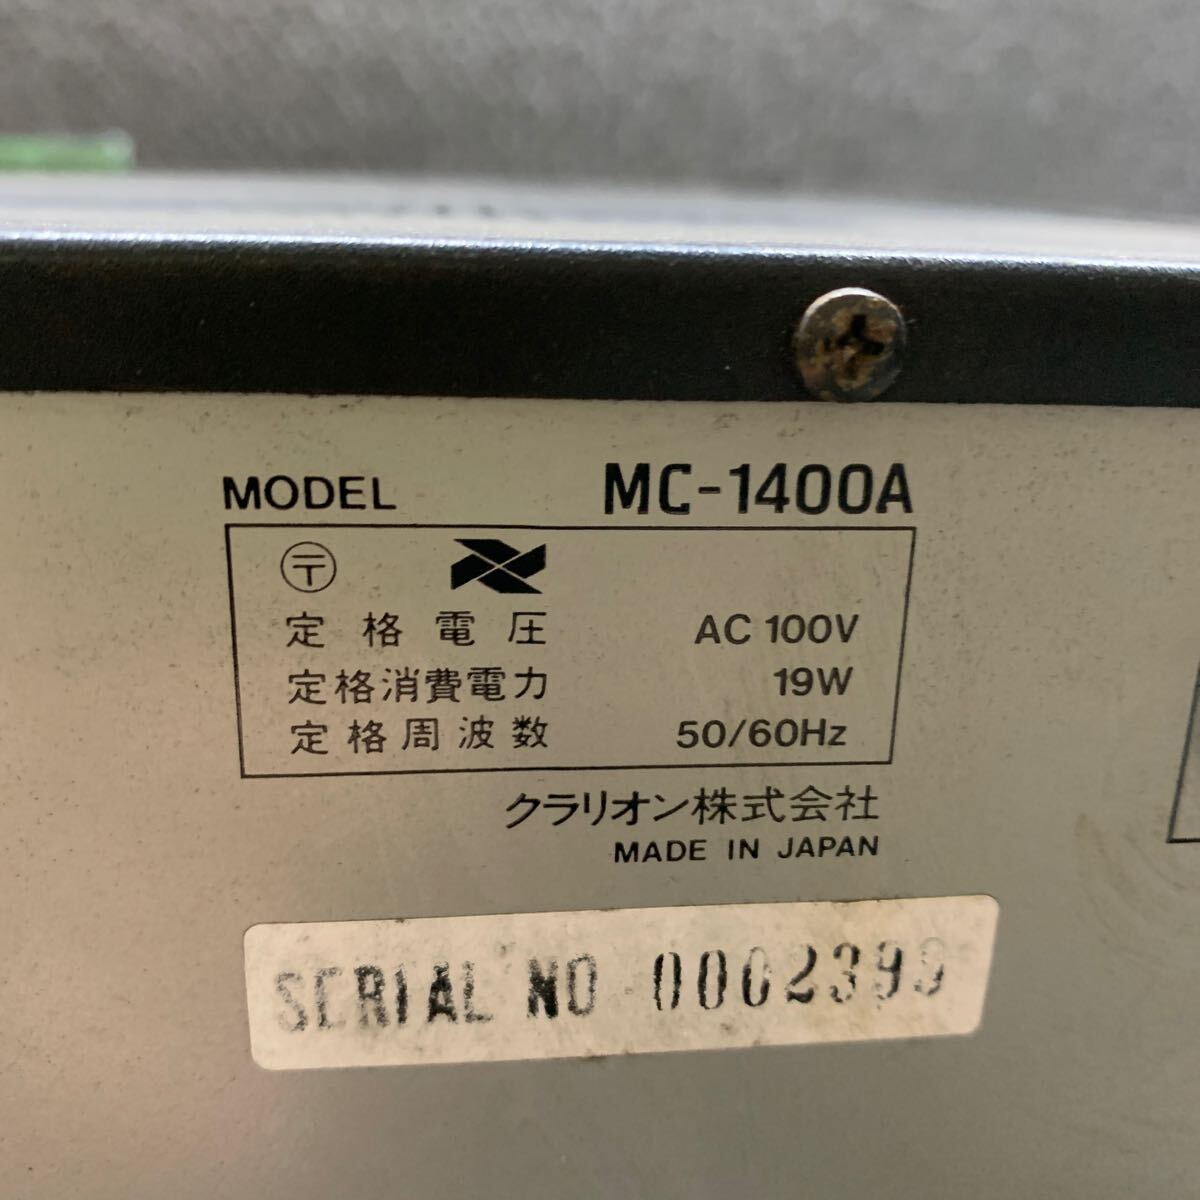 MODEL MC-1400A
〒
定格電圧 AC 100V
定格消費電力 19W
定格周波数 50/60Hz
クラリオン株式会社
MADE IN JAPAN
SERIAL NO 0002399